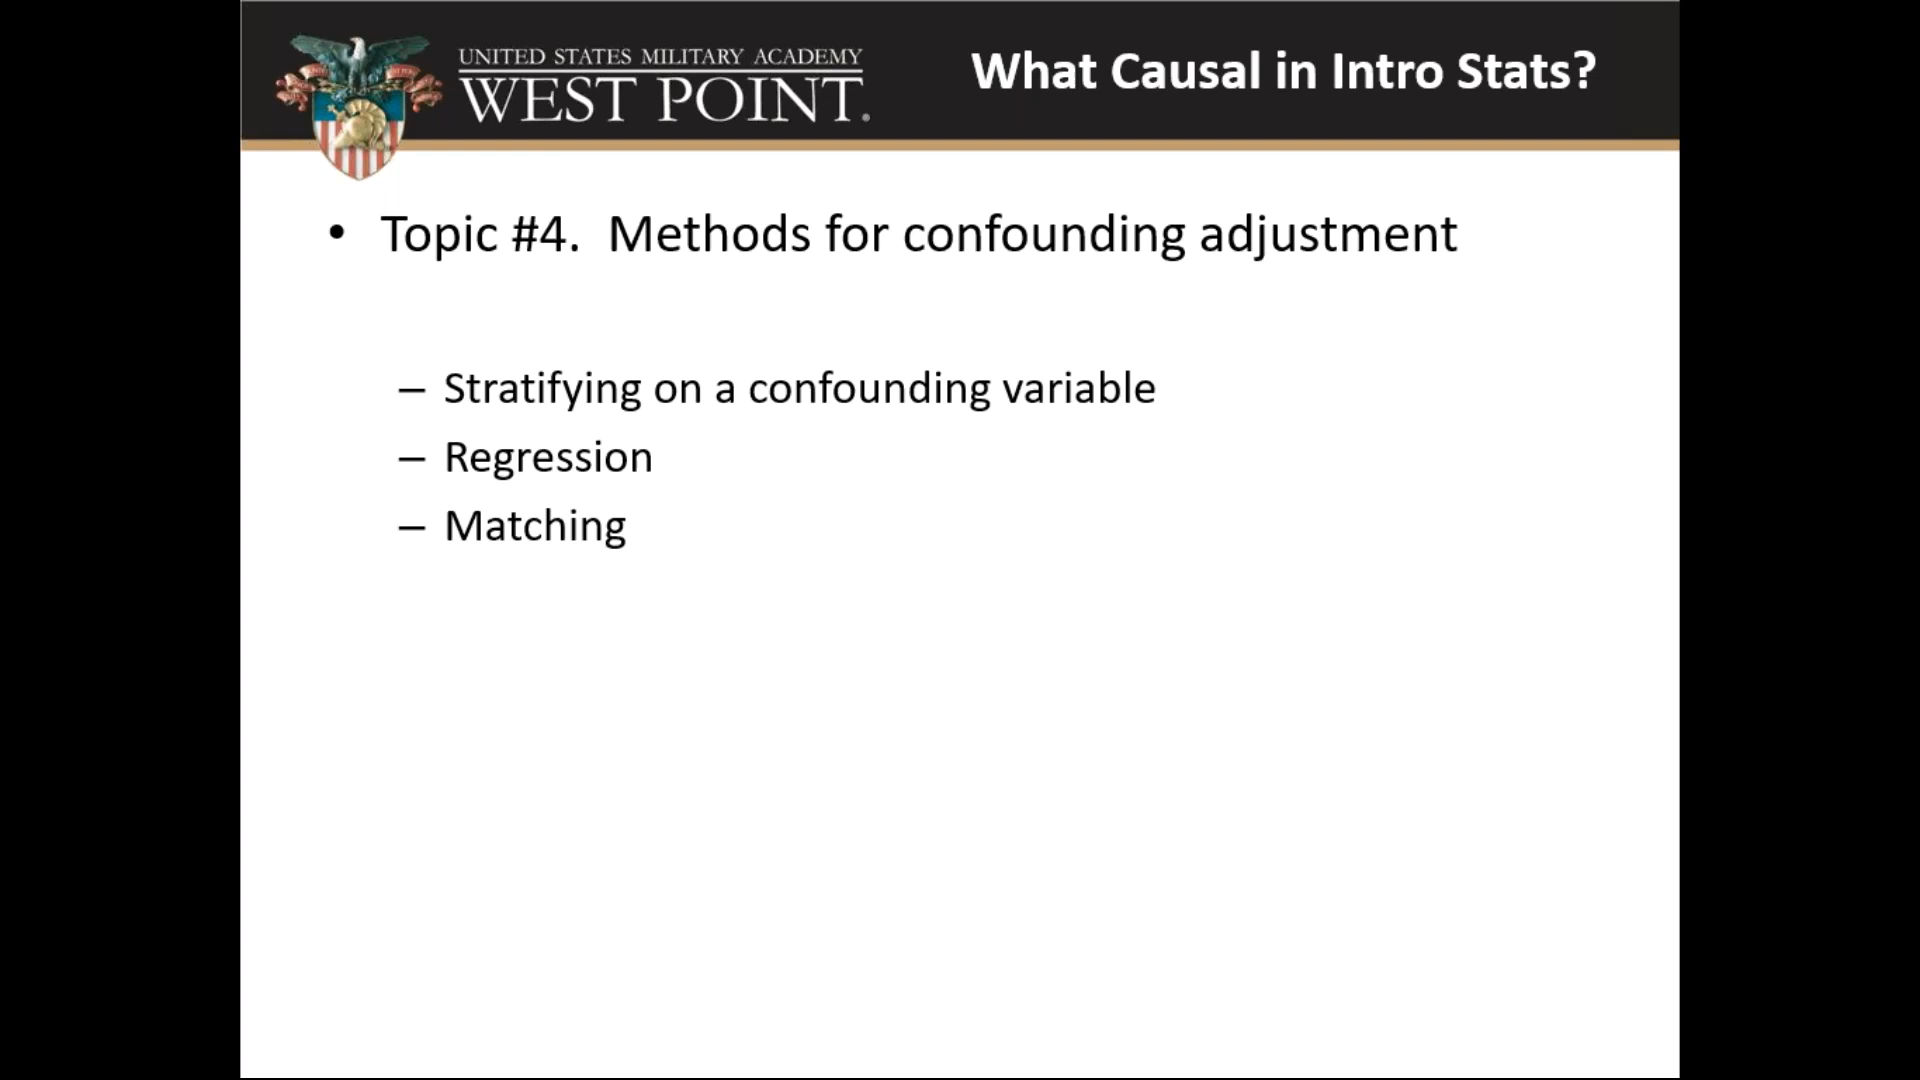 UNITED STATES MILITARY ACADEMY
WEST POINT.
What Causal in Intro Stats?
• Topic #4.  Methods for confounding adjustment
– Stratifying on a confounding variable
– Regression
– Matching